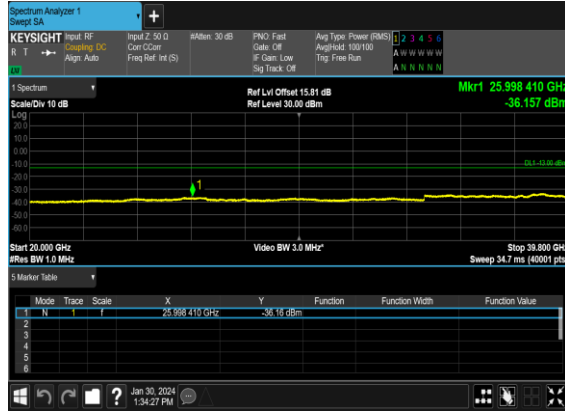 Spectrum Analyzer 1
Swept SA
KEYSIGHT
R T
LV
Input: RF
Coupling: DC
Align: Auto
Input Z: 50 Ω
Corr CCorr
Freq Ref: Int (S)
#Atten: 30 dB
PNO: Fast
Gate: Off
IF Gain: Low
Sig Track: Off
Avg Type: Power (RMS)
Avg|Hold: 100/100
Trig: Free Run
1 2 3 4 5 6
A W W W W W
A N N N N N
1 Spectrum
Scale/Div 10 dB
Ref Lvl Offset 15.81 dB
Ref Level 30.00 dBm
Mkr1 25.998 410 GHz
-36.157 dBm
Log
20.0
10.0
0.00
-10.0
-20.0
-30.0
-40.0
-50.0
-60.0
DL1 -13.00 dBm
1
Start 20.000 GHz
#Res BW 1.0 MHz
Video BW 3.0 MHz*
Stop 39.800 GHz
Sweep 34.7 ms (40001 pts)
5 Marker Table
Mode Trace Scale X Y Function Function Width Function Value
1 N 1 f 25.998 410 GHz -36.16 dBm
2
3
4
5
6
?
Jan 30, 2024
1:34:27 PM